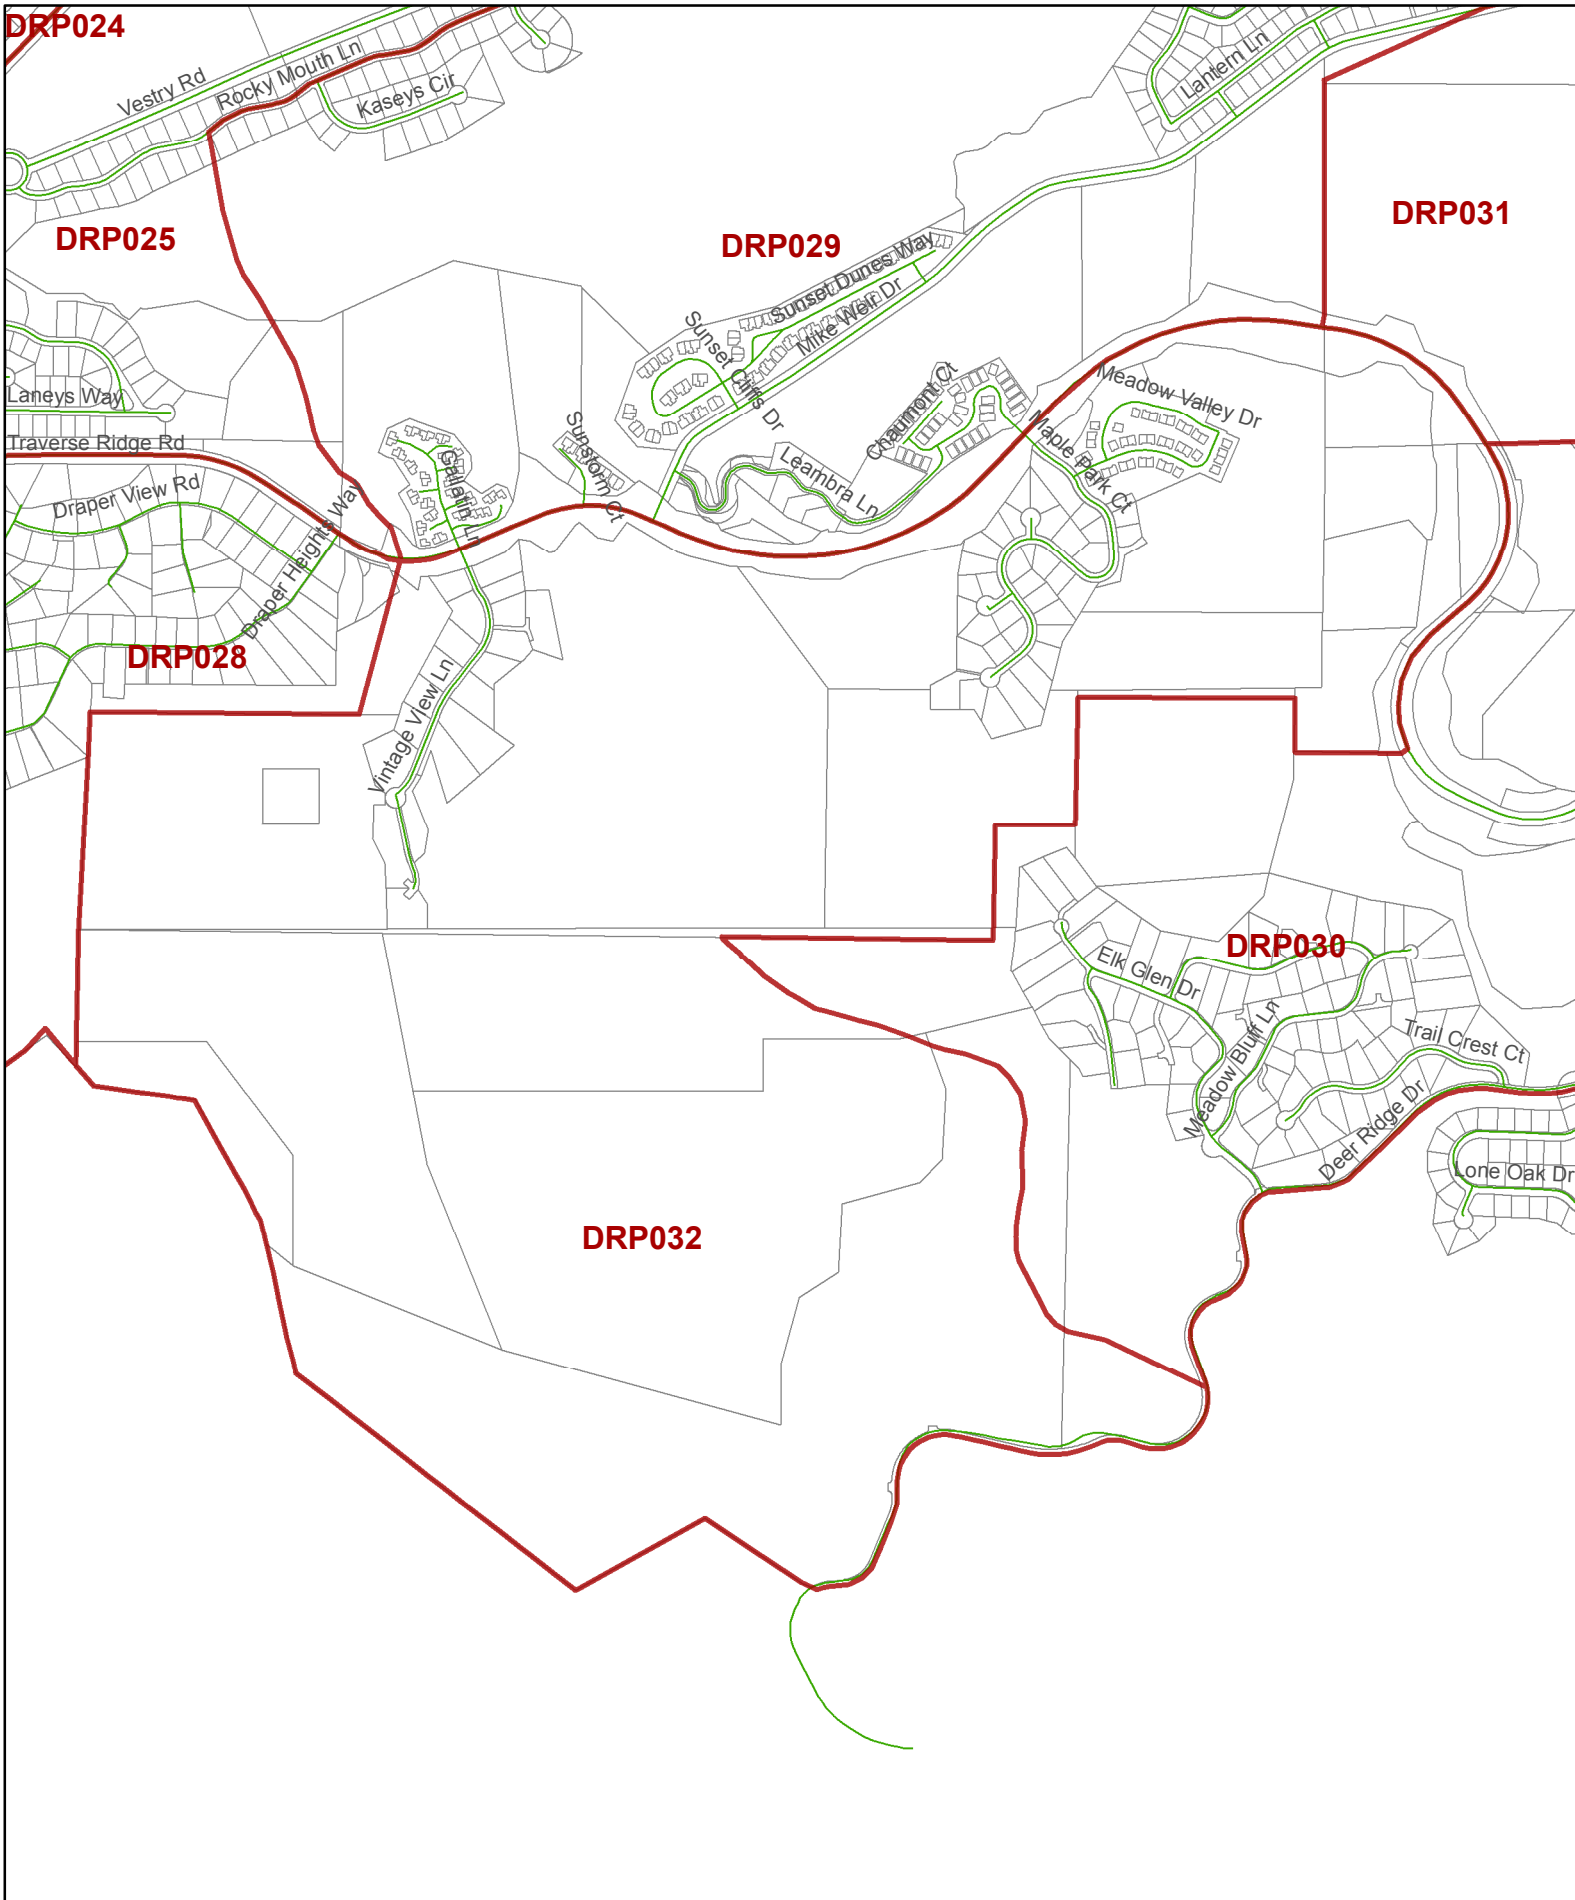 DRP024
Vestry Rd
Rocky Mouth Ln
Kaseys Cir
Lantern Ln
DRP025
DRP029
DRP031
Sunset Dunes Way
Mike Weir Dr
Sunset Cliffs Dr
Laneys Way
Traverse Ridge Rd
Draper View Rd
Draper Heights Way
Gallatin Ln
Sunstorm Ct
Leambra Ln
Chaumont Ct
Maple Park Ct
Meadow Valley Dr
DRP028
Vintage View Ln
DRP030
Elk Glen Dr
Meadow Bluff Ln
Trail Crest Ct
Deer Ridge Dr
Lone Oak Dr
DRP032